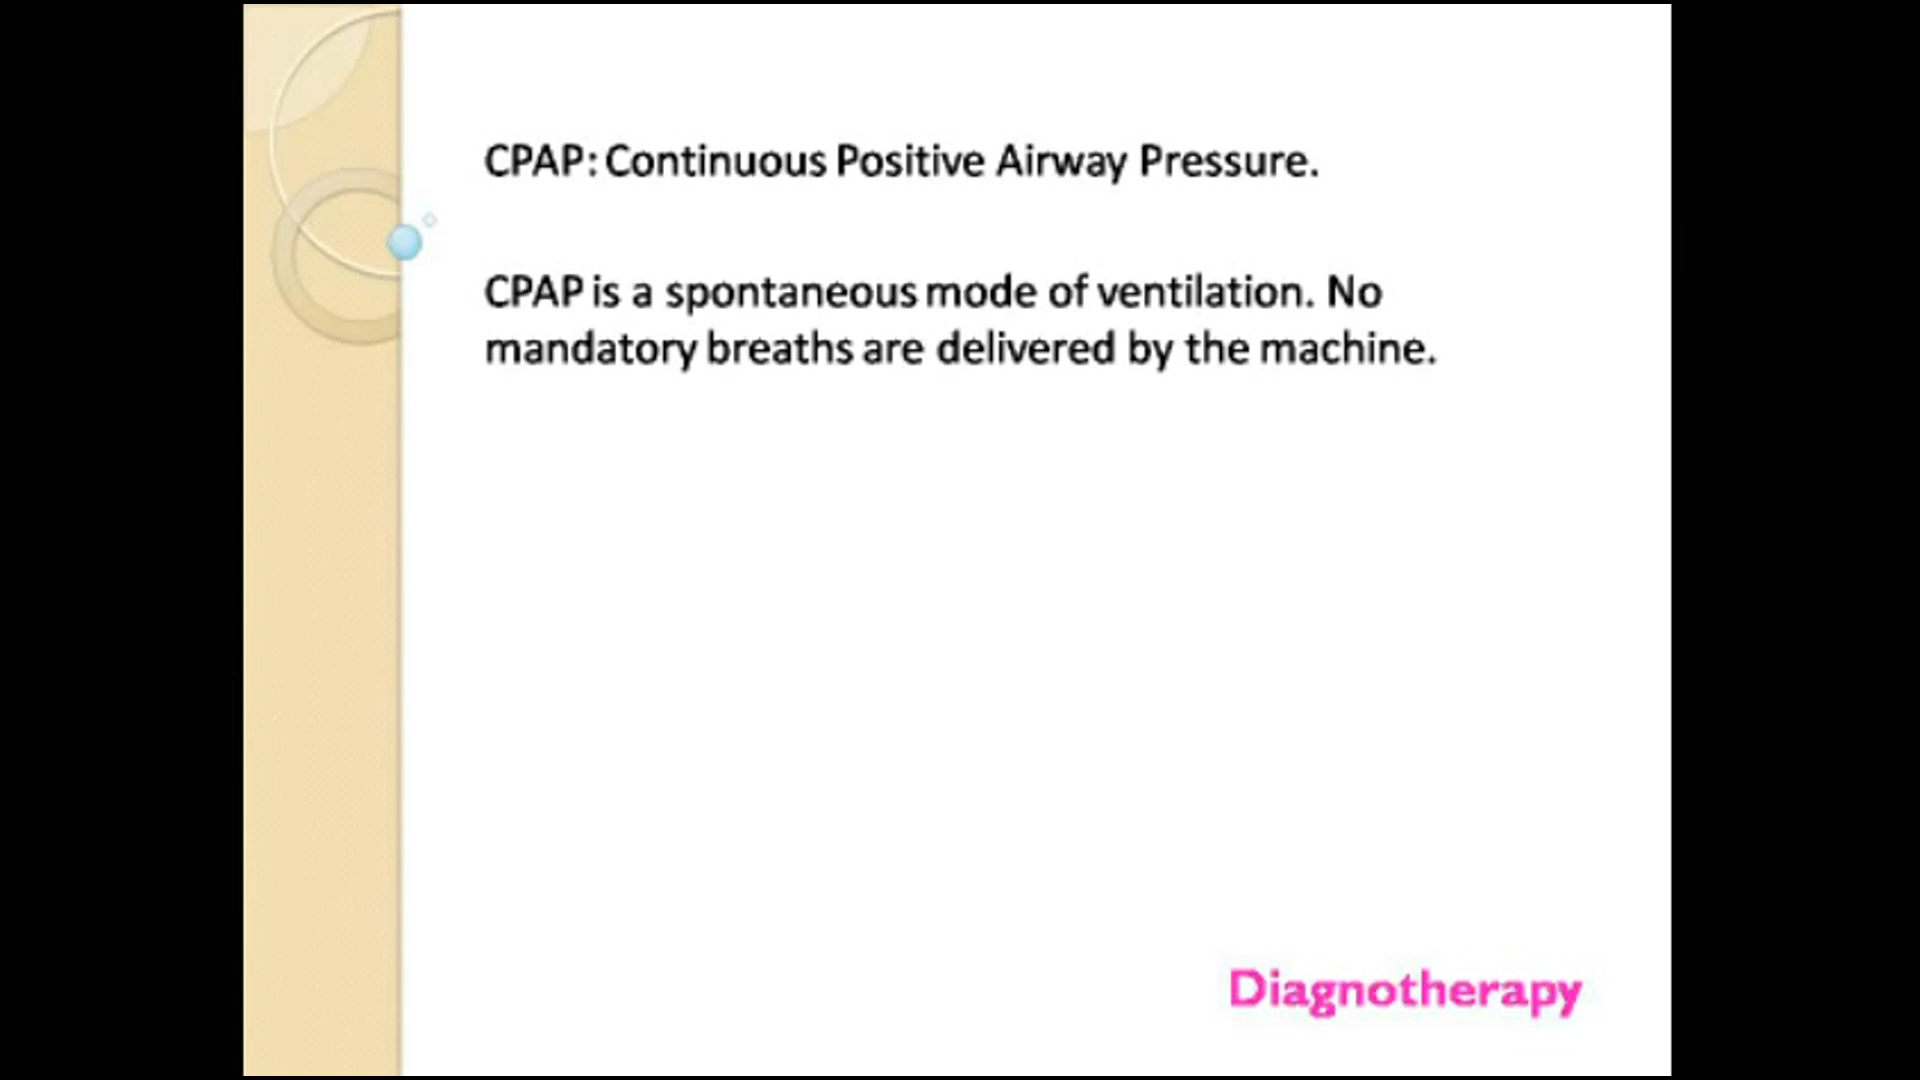 CPAP: Continuous Positive Airway Pressure.
CPAP is a spontaneous mode of ventilation. No
mandatory breaths are delivered by the machine.
Diagnotherapy